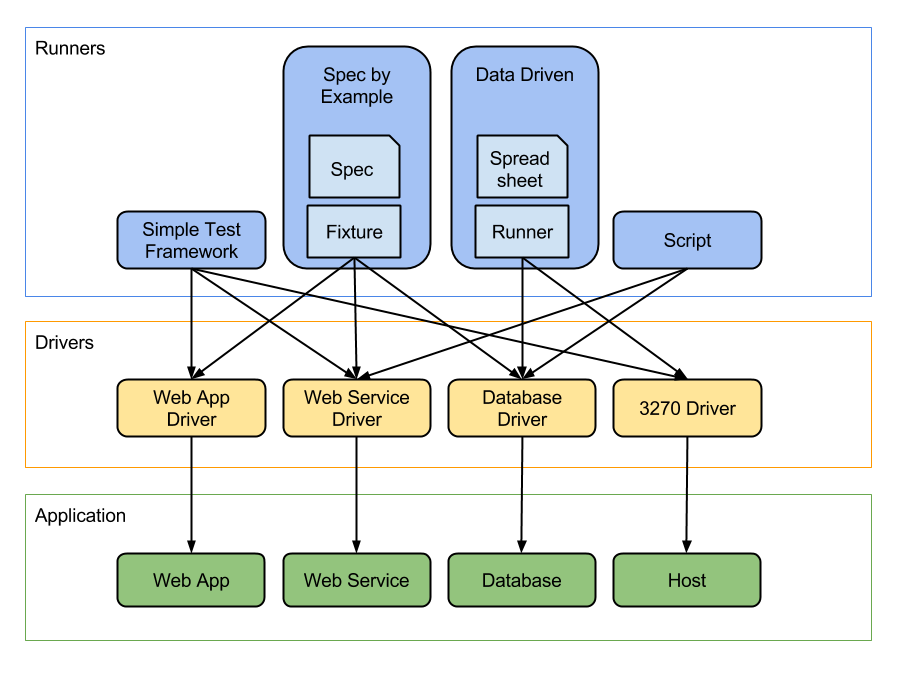 Runners
Spec by
Example
Data Driven
Spec
Spread
sheet
Simple Test
Framework
Fixture
Runner
Script
Drivers
Web App
Driver
Web Service
Driver
Database
Driver
3270 Driver
Application
Web App
Web Service
Database
Host